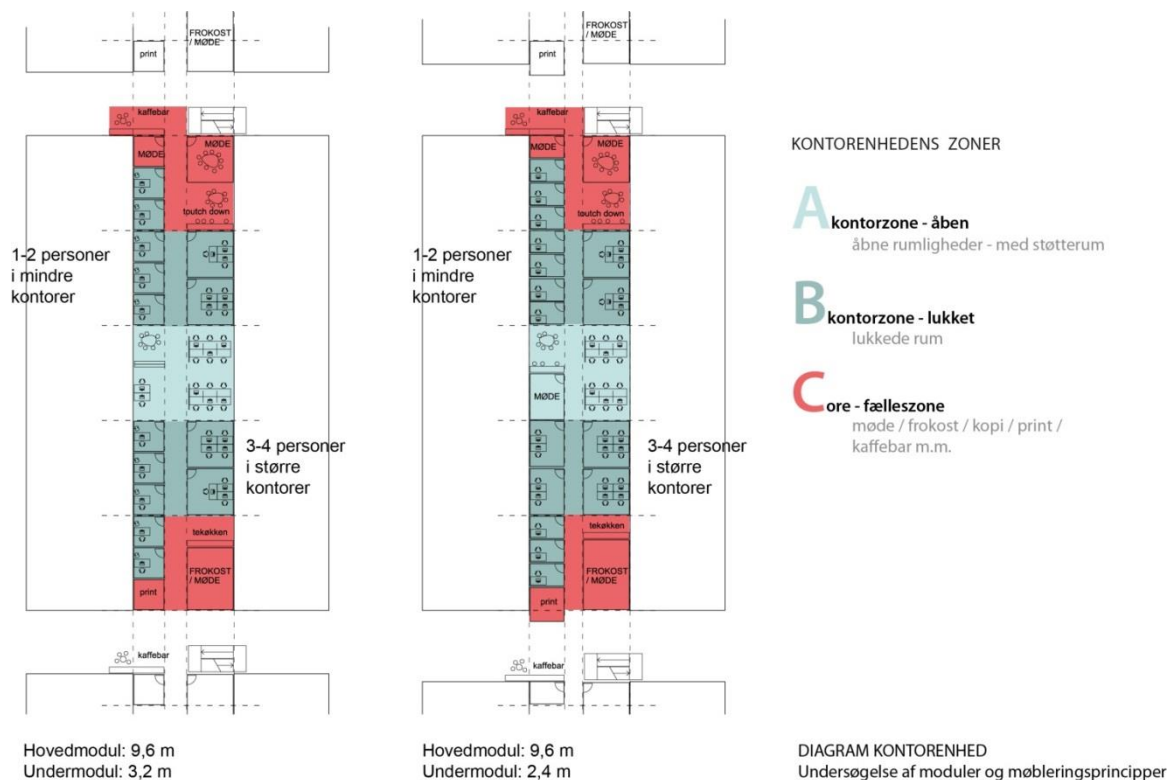 FROKOST
/ MØDE
print
kaffebar
MØDE
MØDE
toutch down
1-2 personer
i mindre
kontorer
3-4 personer
i større
kontorer
tekøkken
FROKOST
/ MØDE
print
kaffebar
Hovedmodul: 9,6 m
Undermodul: 3,2 m
FROKOST
/ MØDE
print
kaffebar
MØDE
MØDE
toutch down
1-2 personer
i mindre
kontorer
MØDE
3-4 personer
i større
kontorer
tekøkken
FROKOST
/ MØDE
print
kaffebar
Hovedmodul: 9,6 m
Undermodul: 2,4 m
KONTORENHEDENS ZONER
A kontorzone - åben
åbne rumligheder - med støtterum
B kontorzone - lukket
lukkede rum
Core - fælleszone
møde / frokost / kopi / print /
kaffebar m.m.
DIAGRAM KONTORENHED
Undersøgelse af moduler og møbleringsprincipper